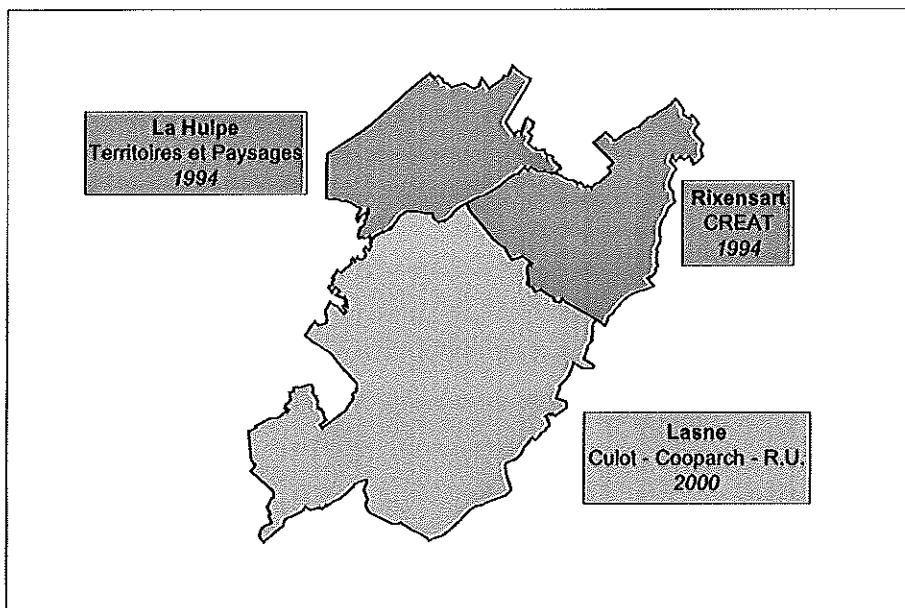 La Hulpe
Territoires et Paysages
1994
Rixensart
CREAT
1994
Lasne
Culot - Cooparch - R.U.
2000